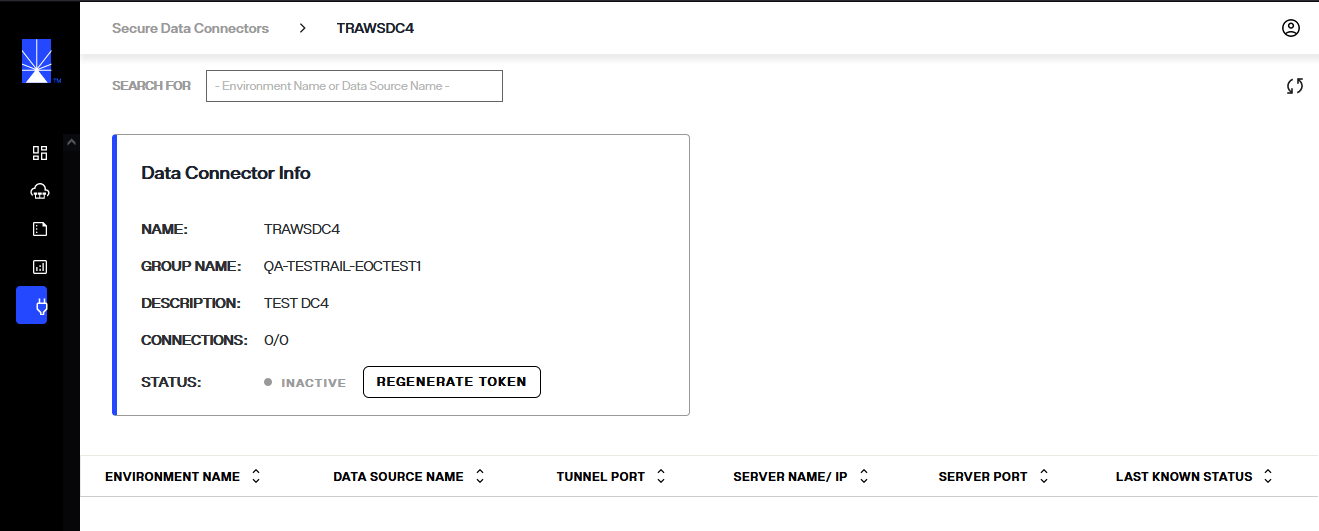 Secure Data Connectors > TRAWSDC4
TM
SEARCH FOR - Environment Name or Data Source Name -
Data Connector Info
NAME: TRAWSDC4
GROUP NAME: QA-TESTRAIL-EOCTEST1
DESCRIPTION: TEST DC4
CONNECTIONS: 0/0
STATUS: INACTIVE REGENERATE TOKEN
ENVIRONMENT NAME DATA SOURCE NAME TUNNEL PORT SERVER NAME/ IP SERVER PORT LAST KNOWN STATUS